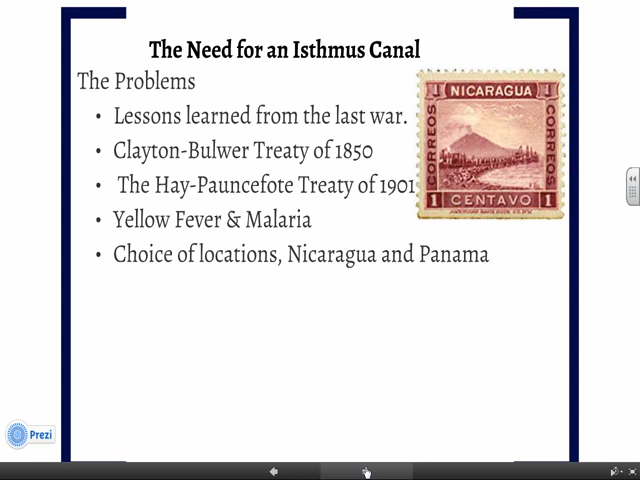 The Need for an Isthmus Canal
The Problems
• Lessons learned from the last war.
• Clayton-Bulwer Treaty of 1850
• The Hay-Pauncefote Treaty of 1901
• Yellow Fever & Malaria
• Choice of locations, Nicaragua and Panama
1 NICARAGUA 1
CORREOS
CORREOS
1 CENTAVO 1
Prezi